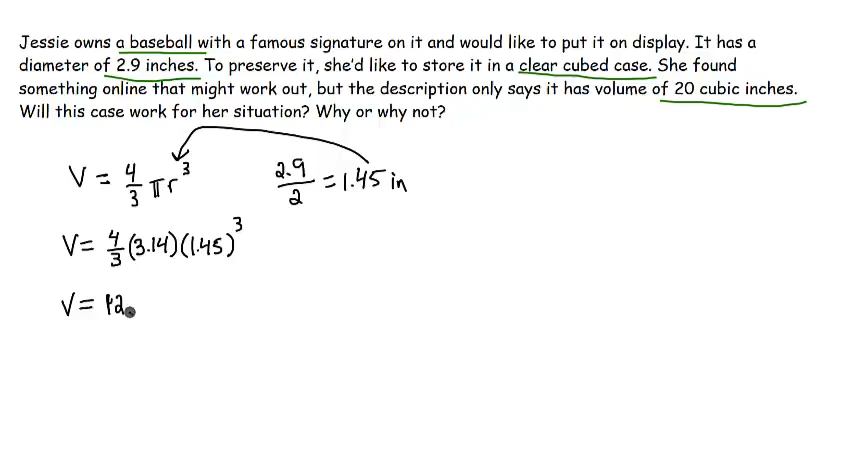 Jessie owns a baseball with a famous signature on it and would like to put it on display. It has a
diameter of 2.9 inches. To preserve it, she'd like to store it in a clear cubed case. She found
something online that might work out, but the description only says it has volume of 20 cubic inches.
Will this case work for her situation? Why or why not?
V = 4/3 πr³ 2.9/2 = 1.45 in
V = 4/3 (3.14)(1.45)³
V = 12.